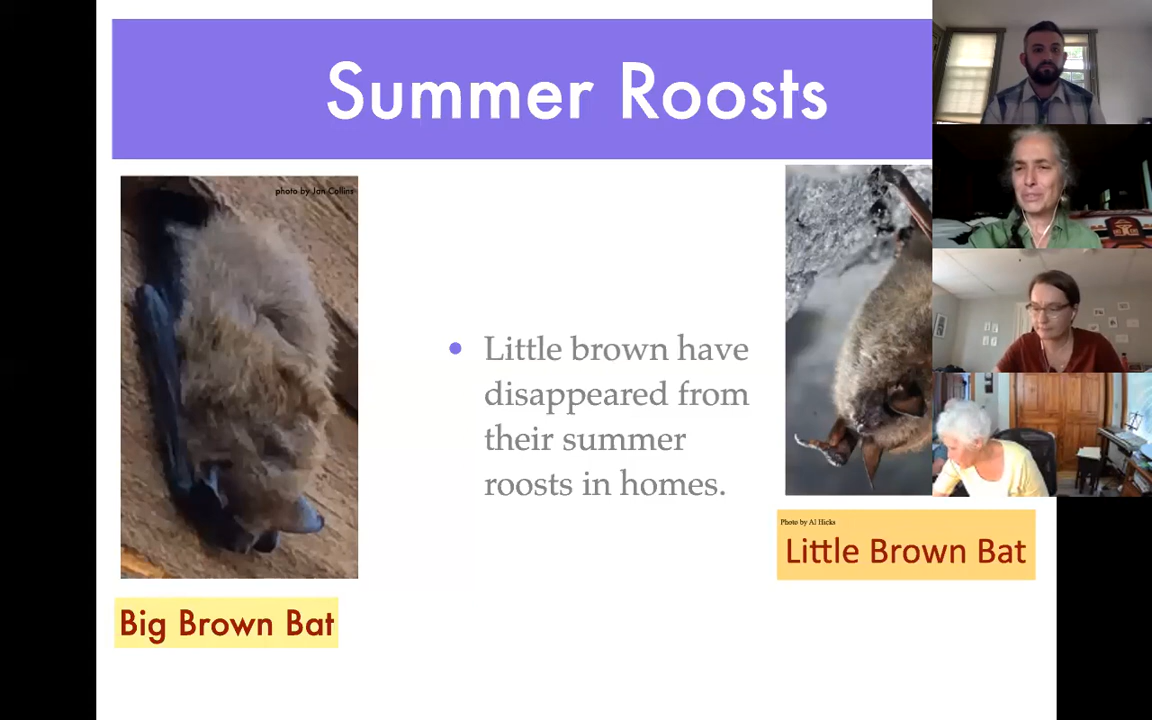 Summer Roosts
photo by Jan Collins
• Little brown have
disappeared from
their summer
roosts in homes.
Photo by Al Hicks
Little Brown Bat
Big Brown Bat